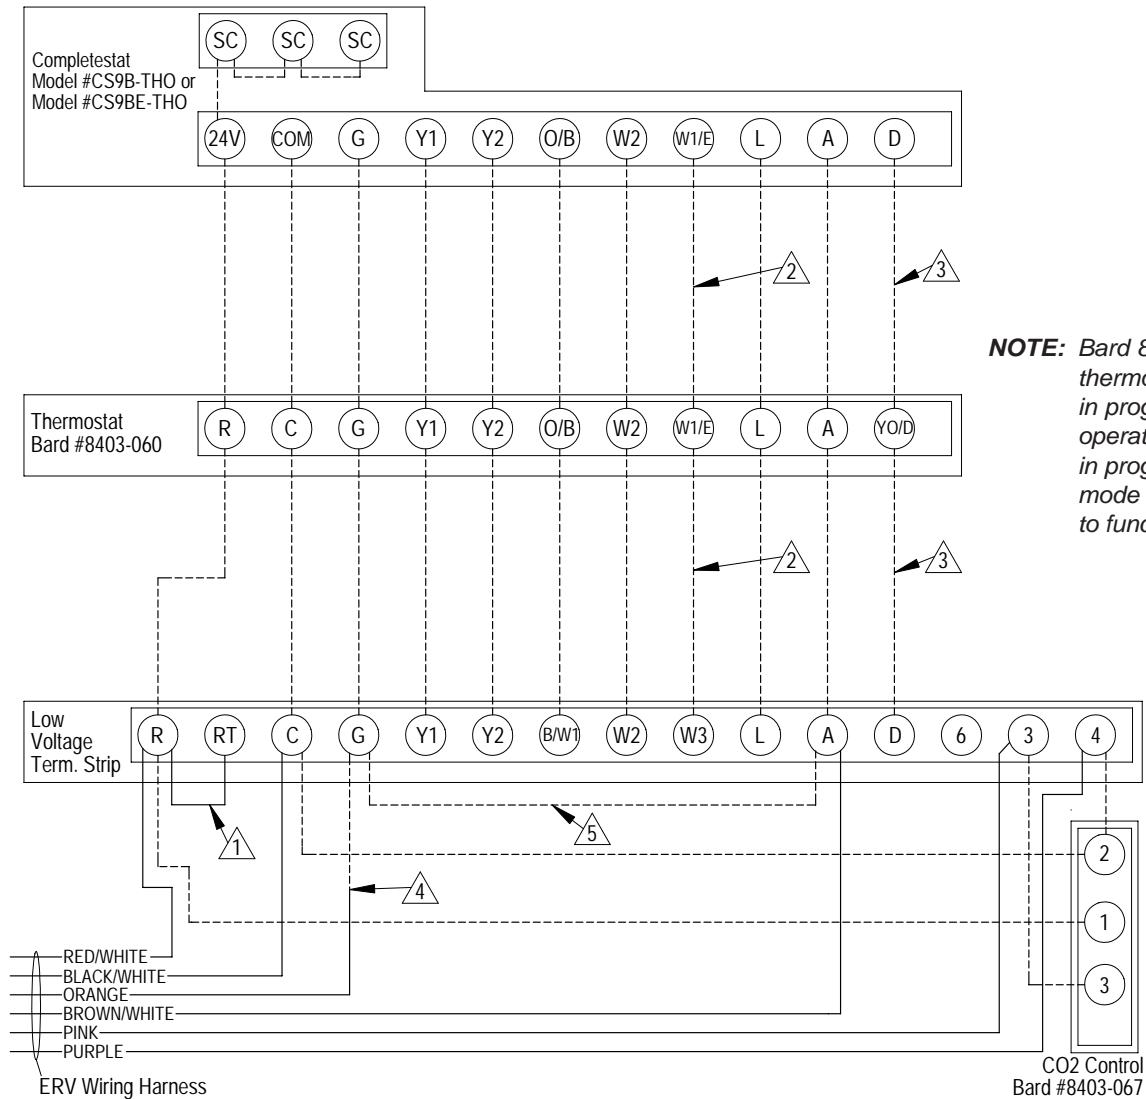 SC SC SC
Completestat
Model #CS9B-THO or
Model #CS9BE-THO
24V COM G Y1 Y2 O/B W2 W1/E L A D
2 3
NOTE: Bard 8
thermo
in prog
operat
in prog
mode
to func
Thermostat
Bard #8403-060
R C G Y1 Y2 O/B W2 W1/E L A YO/D
2 3
Low
Voltage
Term. Strip
R RT C G Y1 Y2 B/W1 W2 W3 L A D 6 3 4
1 5
2
4
1
3
RED/WHITE
BLACK/WHITE
ORANGE
BROWN/WHITE
PINK
PURPLE
ERV Wiring Harness
CO2 Control
Bard #8403-067